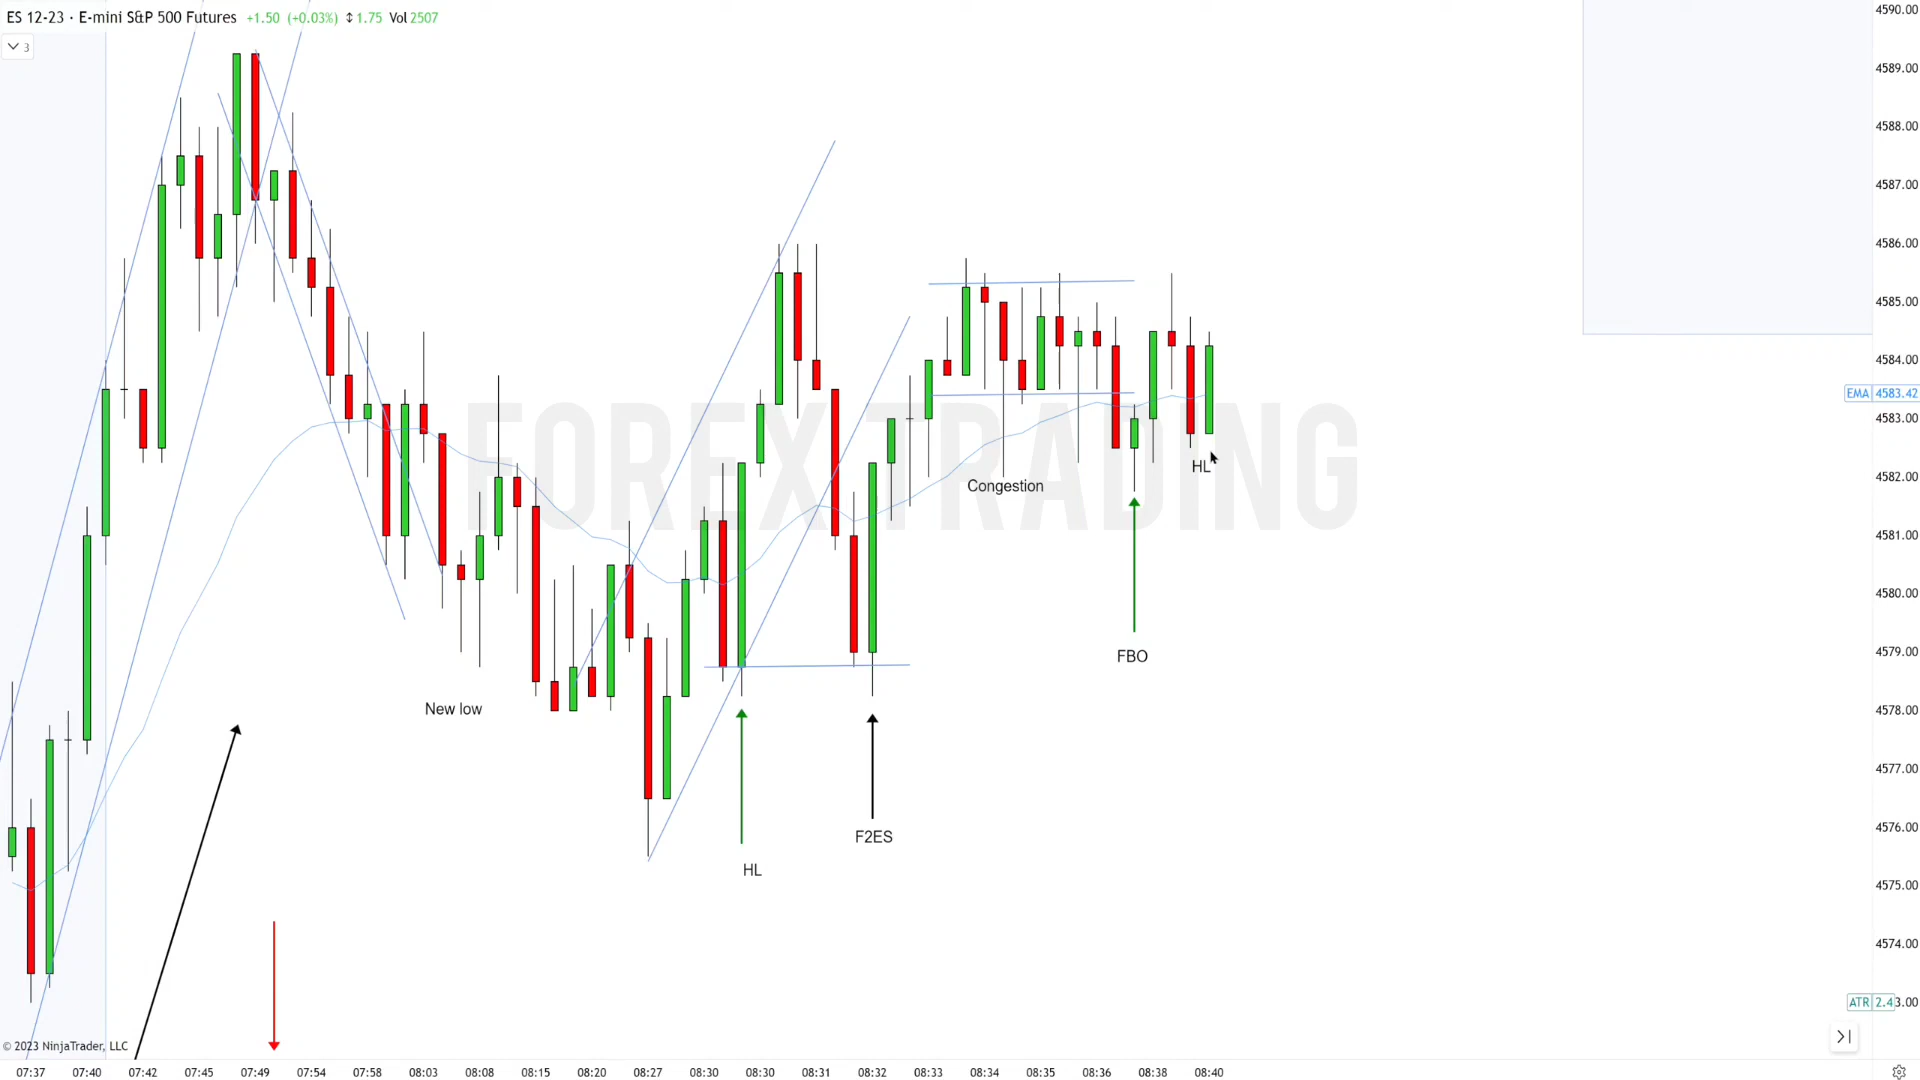 ES 12-23 · E-mini S&P 500 Futures +1.50 (+0.03%) ↕ 1.75 Vol 2507
3
4590.00
4589.00
4588.00
4587.00
4586.00
4585.00
4584.00
EMA 4583.42
4583.00
4582.00
4581.00
4580.00
4579.00
4578.00
4577.00
4576.00
4575.00
4574.00
ATR 2.43.00
FOREX TRADING
HL
Congestion
FBO
New low
F2ES
HL
© 2023 NinjaTrader, LLC
07:37 07:40 07:42 07:45 07:49 07:54 07:58 08:03 08:08 08:15 08:20 08:27 08:30 08:30 08:31 08:32 08:33 08:34 08:35 08:36 08:38 08:40